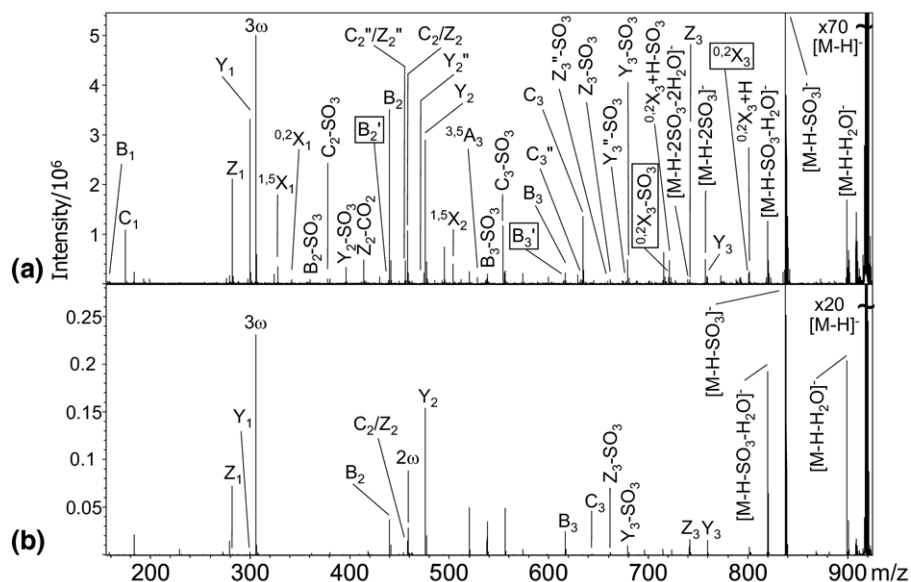 (a)
Intensity/10⁶
5
4
3
2
1
B₁
C₁
Y₁
Z₁
3ω
¹,⁵X₁
⁰,²X₁
B₂-SO₃
C₂-SO₃
Y₂-SO₃
Z₂-CO₂
B₂'
B₂
C₂"/Z₂"
C₂/Z₂
Y₂"
Y₂
¹,⁵X₂
³,⁵A₃
B₃-SO₃
C₃-SO₃
B₃'
B₃
C₃"
C₃
Z₃"-SO₃
Z₃-SO₃
Y₃"-SO₃
Y₃-SO₃
⁰,²X₃-SO₃
⁰,²X₃+H-SO₃
[M-H-2SO₃-2H₂O]⁻
Z₃
[M-H-2SO₃]⁻
Y₃
⁰,²X₃
⁰,²X₃+H
[M-H-SO₃-H₂O]⁻
[M-H-SO₃]⁻
[M-H-H₂O]⁻
x70
[M-H]⁻
(b)
0.25
0.20
0.15
0.10
0.05
Z₁
Y₁
3ω
B₂
C₂/Z₂
2ω
Y₂
B₃
C₃
Z₃-SO₃
Y₃-SO₃
Z₃
Y₃
[M-H-SO₃-H₂O]⁻
[M-H-SO₃]⁻
[M-H-H₂O]⁻
x20
[M-H]⁻
200 300 400 500 600 700 800 m/z